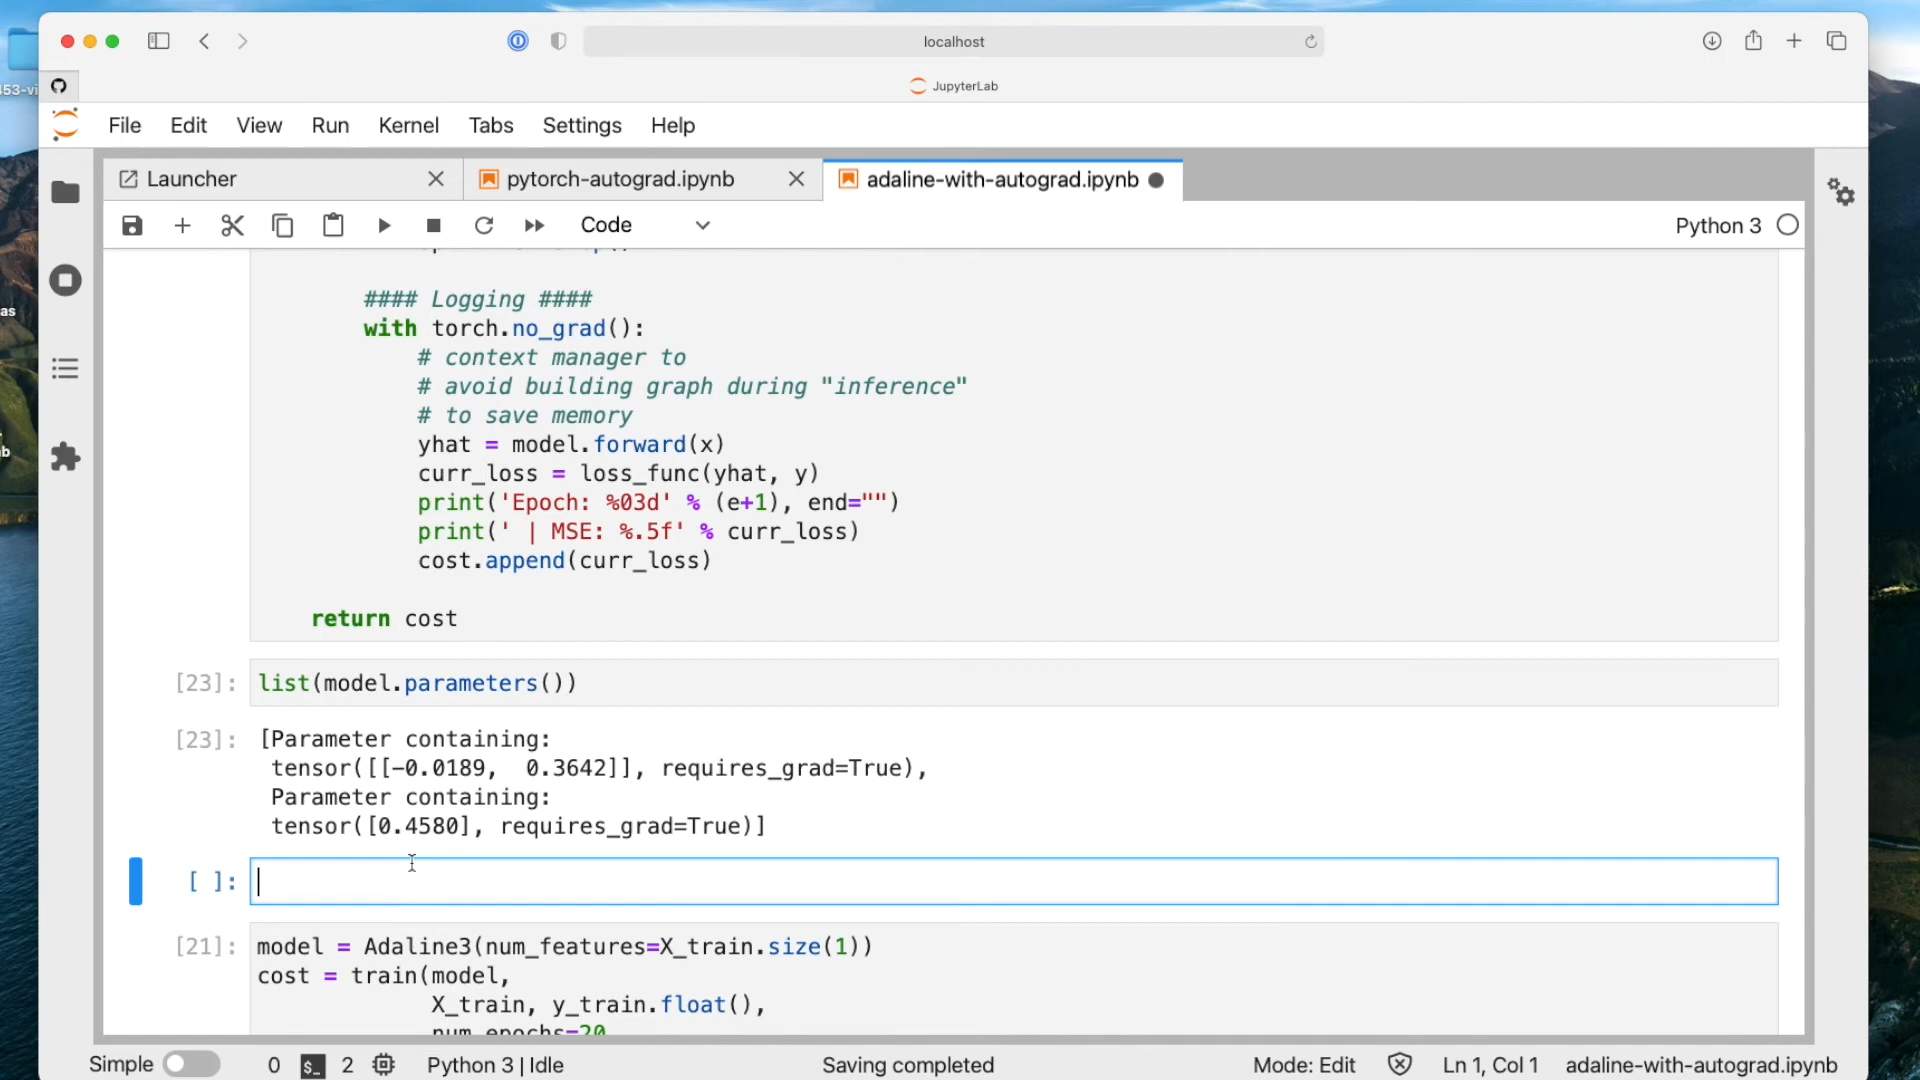 localhost
453-vi
JupyterLab
File Edit View Run Kernel Tabs Settings Help
Launcher pytorch-autograd.ipynb adaline-with-autograd.ipynb
Code Python 3
#### Logging ####
as
with torch.no_grad():
# context manager to
# avoid building graph during "inference"
# to save memory
yhat = model.forward(x)
b
curr_loss = loss_func(yhat, y)
print('Epoch: %03d' % (e+1), end="")
print(' | MSE: %.5f' % curr_loss)
cost.append(curr_loss)
return cost
[23]: list(model.parameters())
[23]: [Parameter containing:
tensor([[-0.0189, 0.3642]], requires_grad=True),
Parameter containing:
tensor([0.4580], requires_grad=True)]
[ ]:
[21]: model = Adaline3(num_features=X_train.size(1))
cost = train(model,
X_train, y_train.float(),
num_epochs=20
Simple 0 $_ 2 Python 3 | Idle Saving completed Mode: Edit Ln 1, Col 1 adaline-with-autograd.ipynb